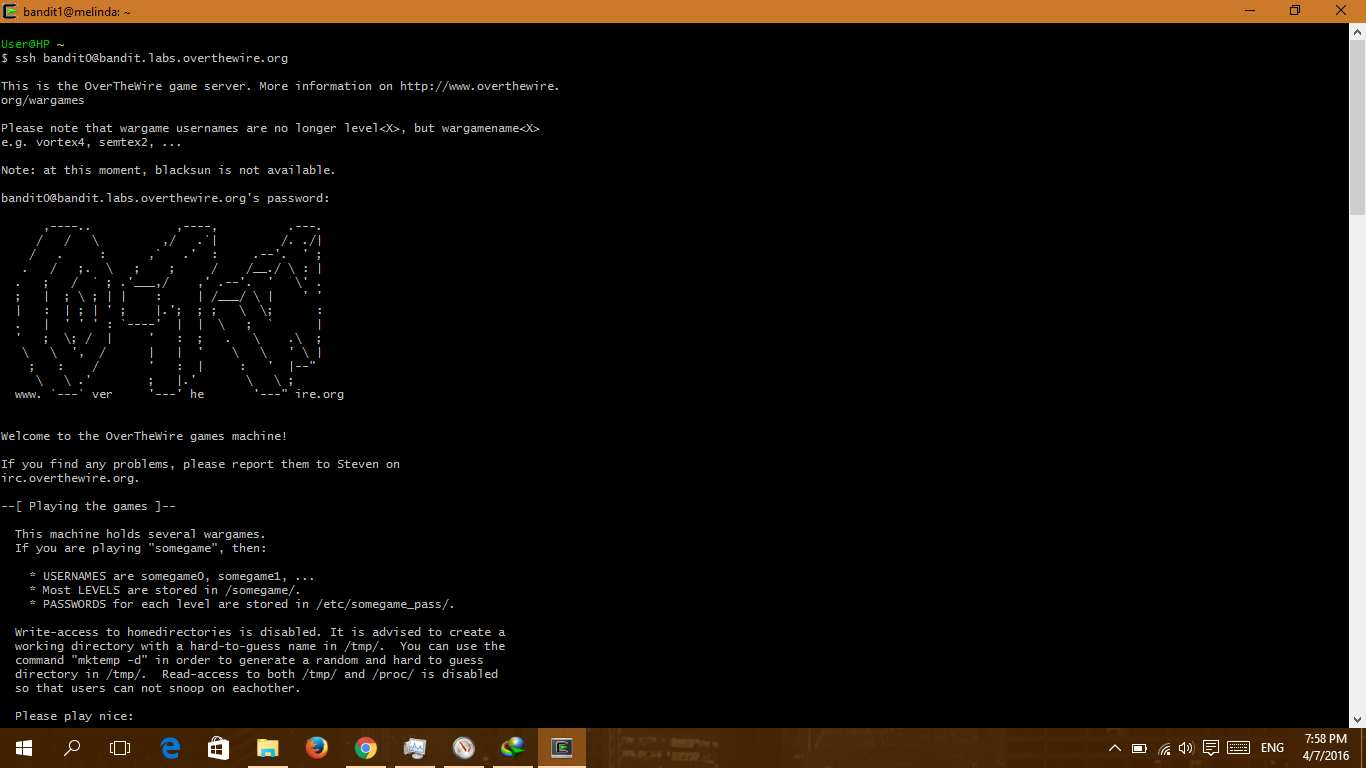 bandit1@melinda: ~
User@HP ~
$ ssh bandit0@bandit.labs.overthewire.org
This is the OverTheWire game server. More information on http://www.overthewire.
org/wargames
Please note that wargame usernames are no longer level<X>, but wargamename<X>
e.g. vortex4, semtex2, ...
Note: at this moment, blacksun is not available.
bandit0@bandit.labs.overthewire.org's password:
www. `---` ver '---' he '---" ire.org
Welcome to the OverTheWire games machine!
If you find any problems, please report them to Steven on
irc.overthewire.org.
--[ Playing the games ]--
This machine holds several wargames.
If you are playing "somegame", then:
* USERNAMES are somegame0, somegame1, ...
* Most LEVELS are stored in /somegame/.
* PASSWORDS for each level are stored in /etc/somegame_pass/.
Write-access to homedirectories is disabled. It is advised to create a
working directory with a hard-to-guess name in /tmp/.  You can use the
command "mktemp -d" in order to generate a random and hard to guess
directory in /tmp/.  Read-access to both /tmp/ and /proc/ is disabled
so that users can not snoop on eachother.
Please play nice:
ENG
7:58 PM
4/7/2016